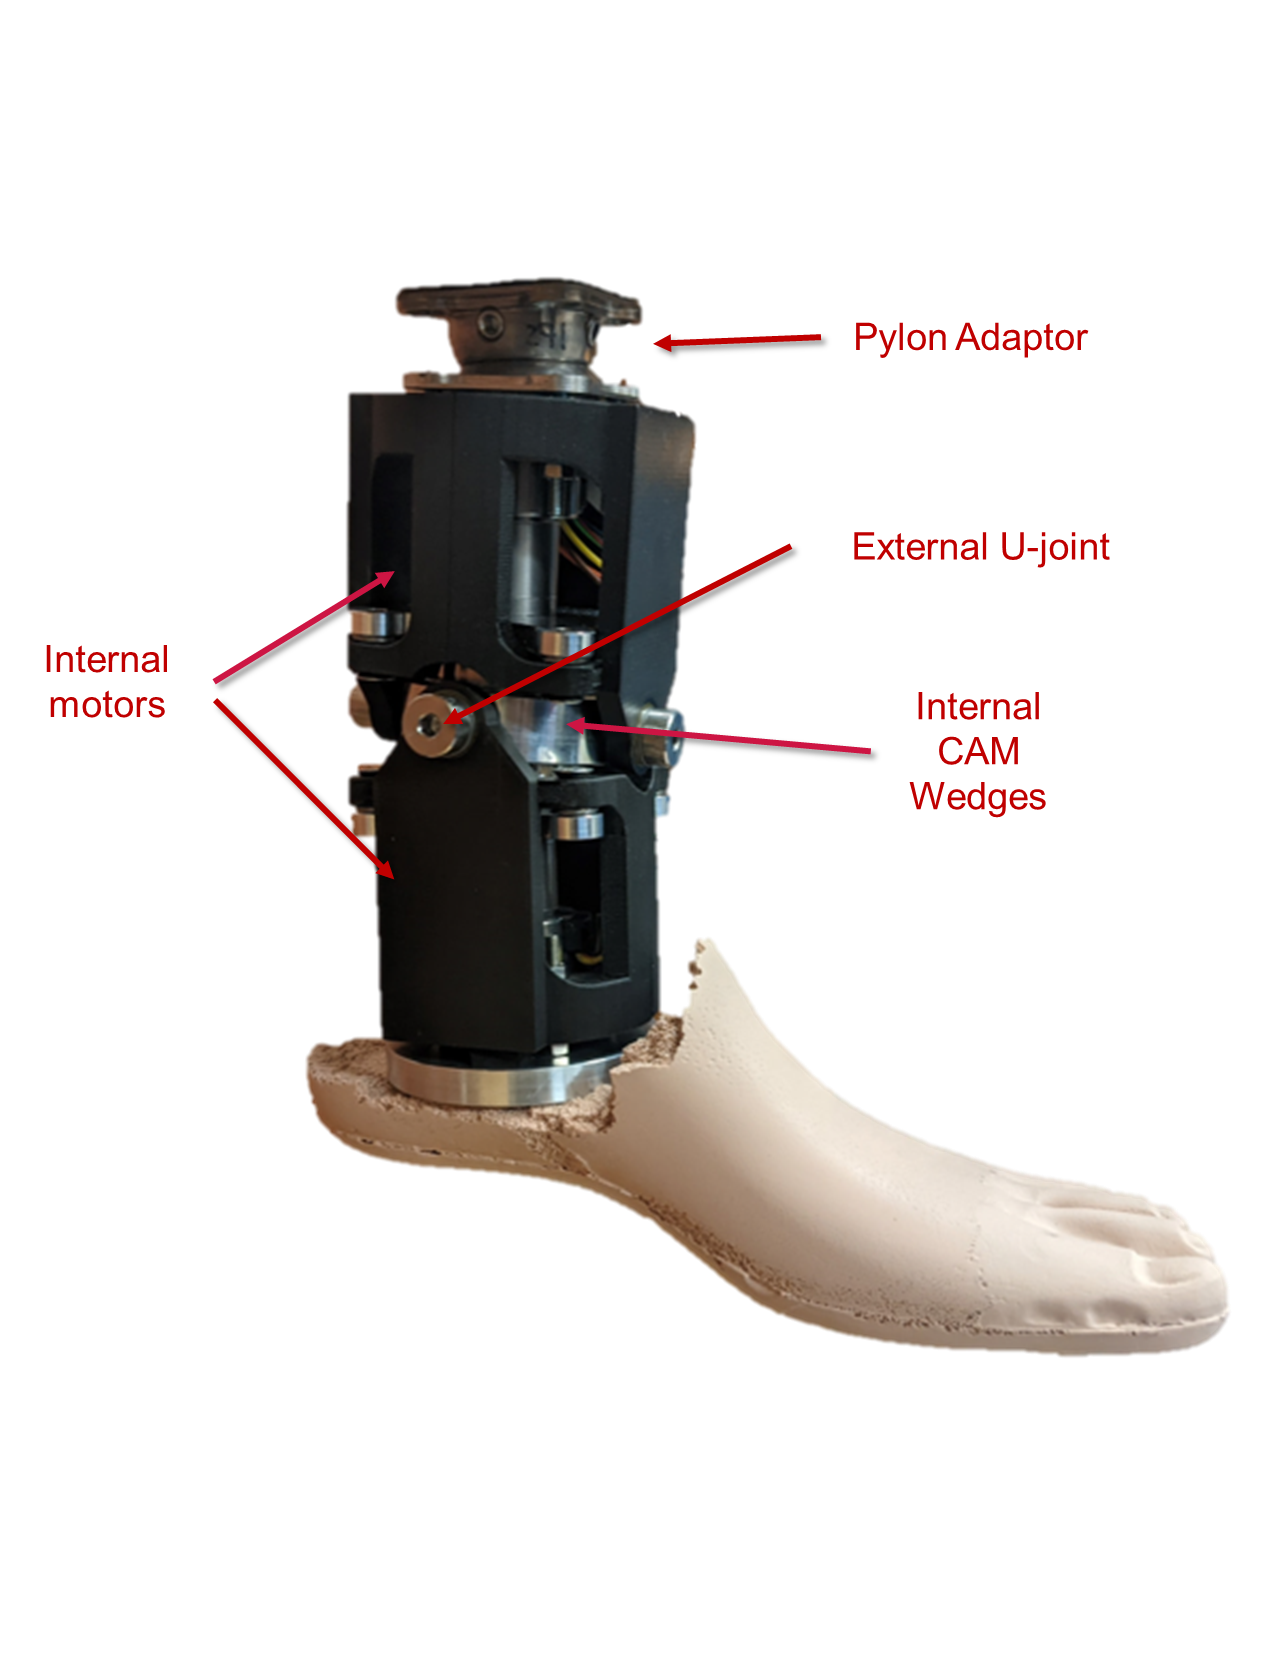 Pylon Adaptor
External U-joint
Internal
motors
Internal
CAM
Wedges